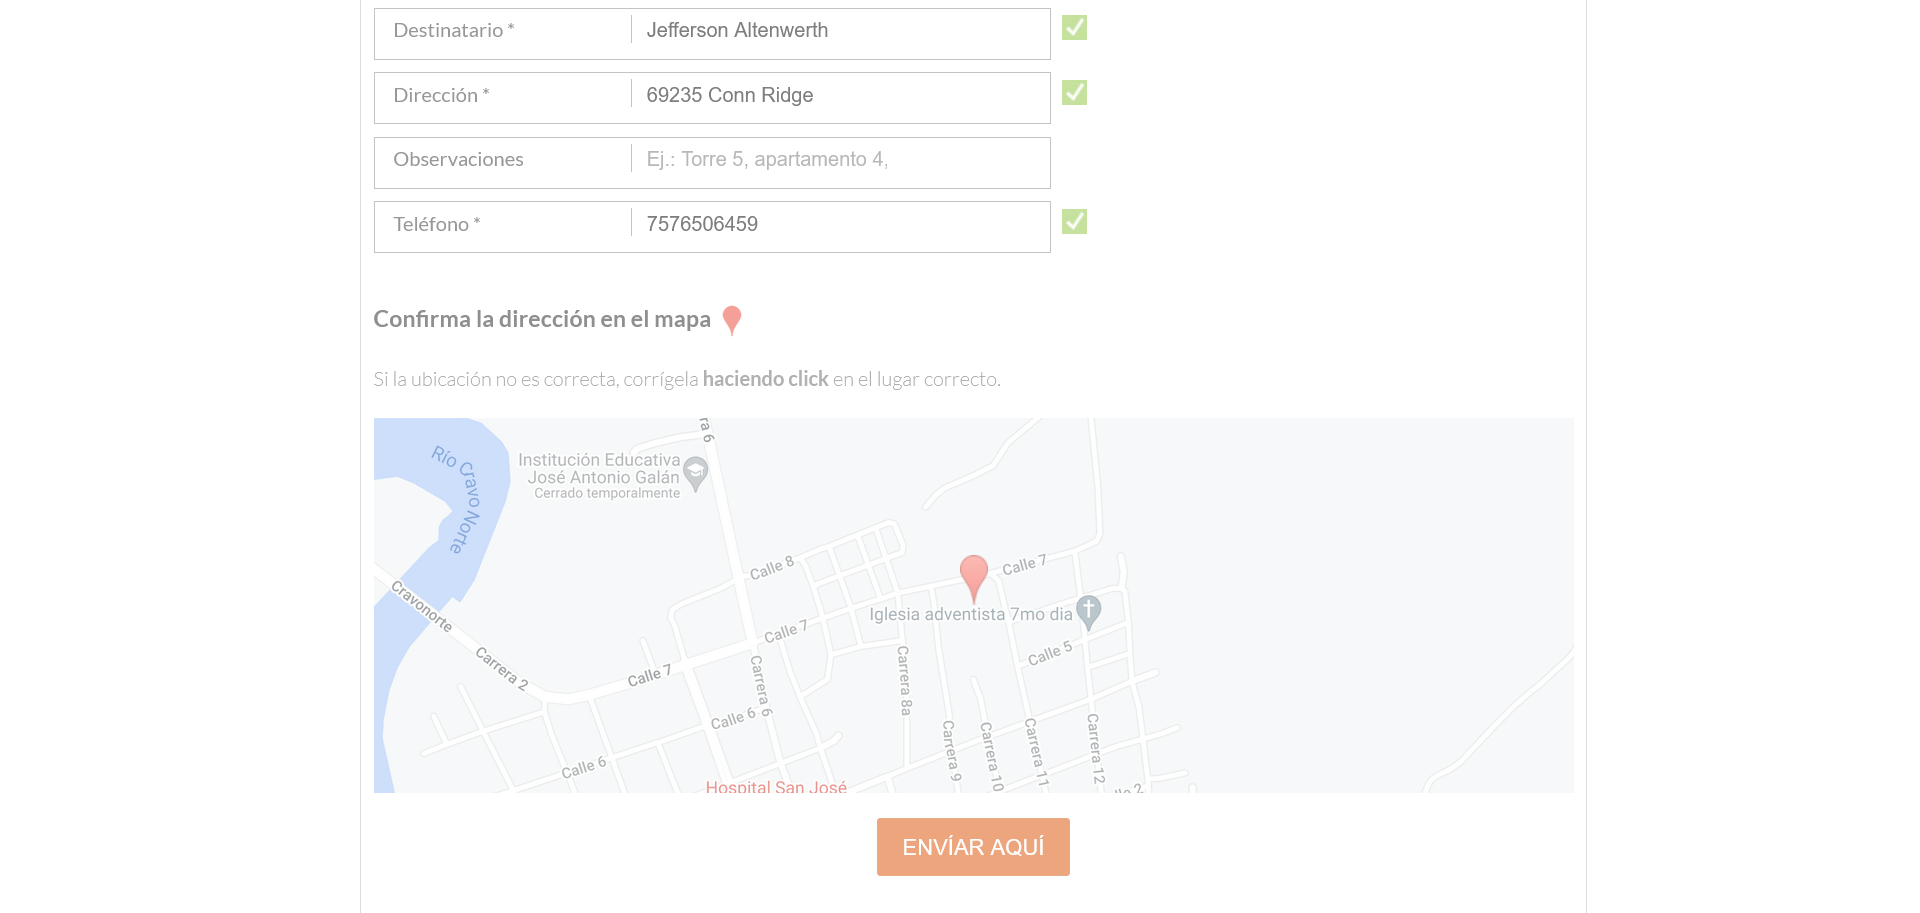 Destinatario * Jefferson Altenwerth
Dirección * 69235 Conn Ridge
Observaciones Ej.: Torre 5, apartamento 4,
Teléfono * 7576506459
Confirma la dirección en el mapa
Si la ubicación no es correcta, corrígela haciendo click en el lugar correcto.
ra 6
Río Cravo Norte
Institución Educativa
José Antonio Galán
Cerrado temporalmente
Calle 8
Calle 7
Cravonorte
Iglesia adventista 7mo dia
Calle 7
Calle 5
Carrera 2
Calle 7
Carrera 6
Carrera 8a
Calle 6
Carrera 9
Carrera 10
Carrera 11
Carrera 12
Calle 6
Hospital San José
lle 2
ENVÍAR AQUÍ